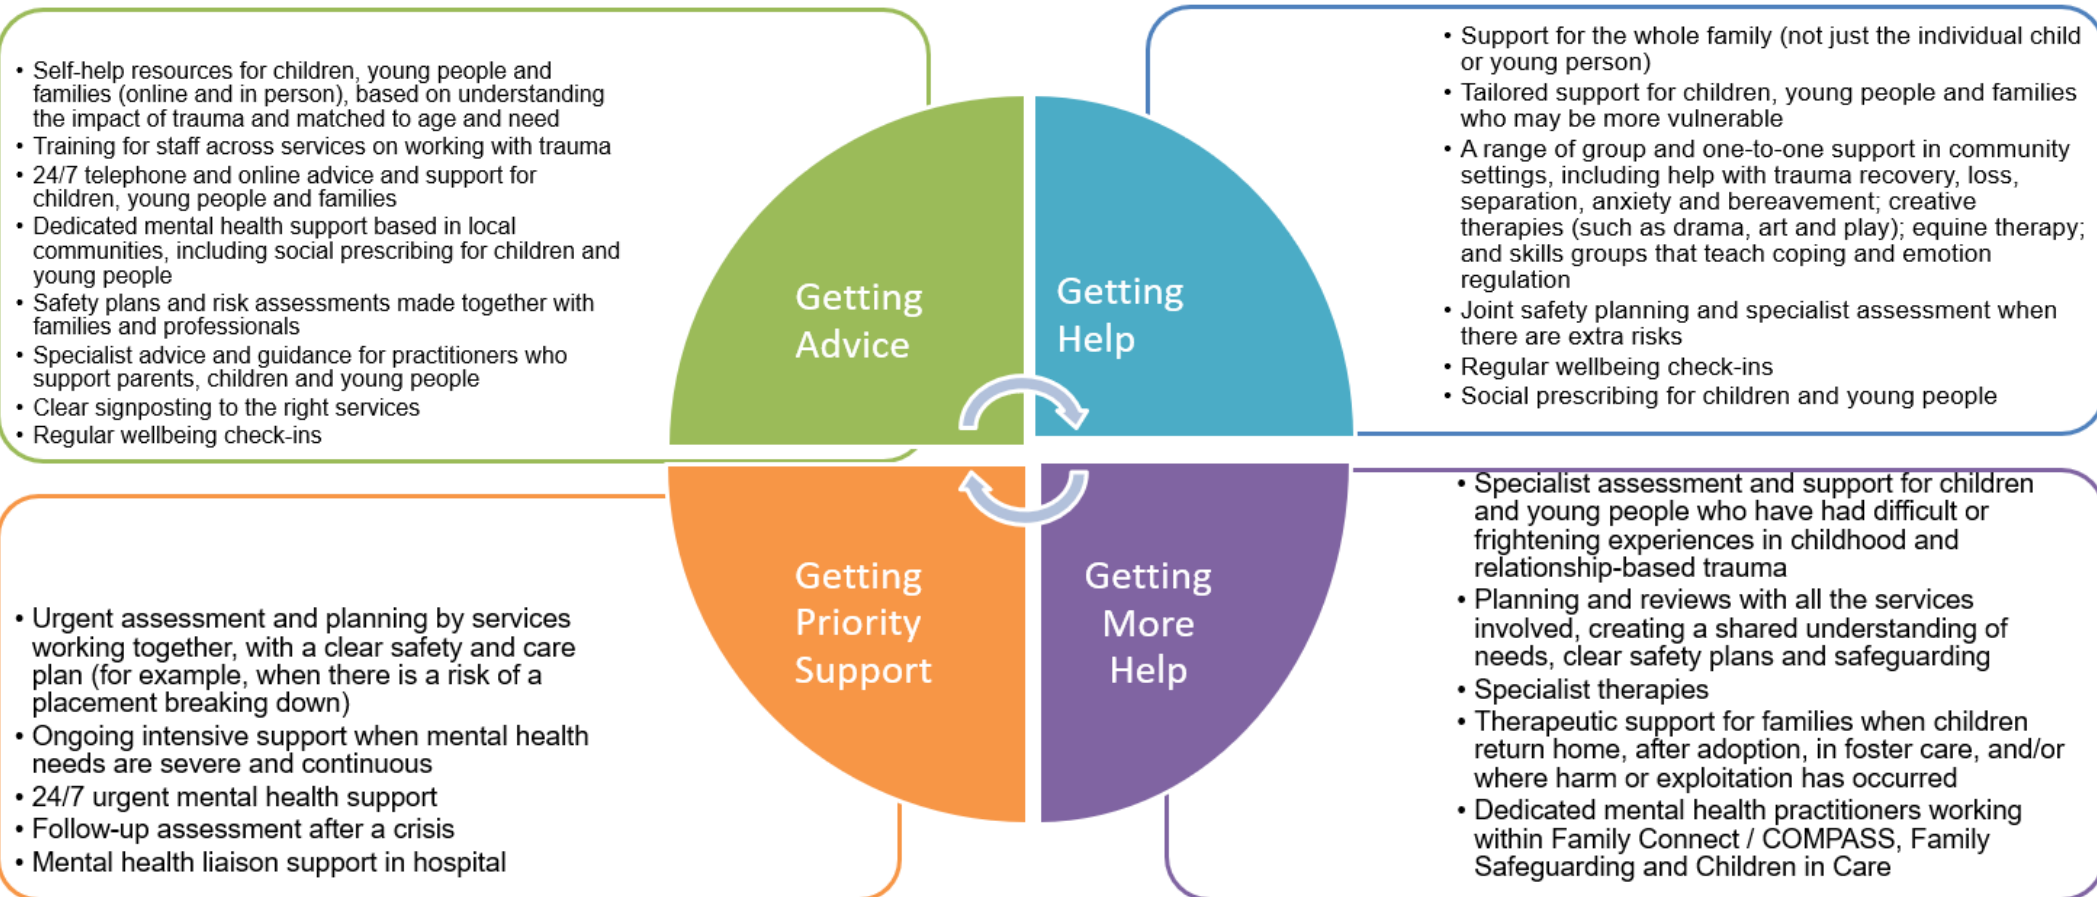 • Self-help resources for children, young people and
families (online and in person), based on understanding
the impact of trauma and matched to age and need
• Training for staff across services on working with trauma
• 24/7 telephone and online advice and support for
children, young people and families
• Dedicated mental health support based in local
communities, including social prescribing for children and
young people
• Safety plans and risk assessments made together with
families and professionals
• Specialist advice and guidance for practitioners who
support parents, children and young people
• Clear signposting to the right services
• Regular wellbeing check-ins
Getting
Advice
Getting
Help
• Support for the whole family (not just the individual child
or young person)
• Tailored support for children, young people and families
who may be more vulnerable
• A range of group and one-to-one support in community
settings, including help with trauma recovery, loss,
separation, anxiety and bereavement; creative
therapies (such as drama, art and play); equine therapy;
and skills groups that teach coping and emotion
regulation
• Joint safety planning and specialist assessment when
there are extra risks
• Regular wellbeing check-ins
• Social prescribing for children and young people
• Urgent assessment and planning by services
working together, with a clear safety and care
plan (for example, when there is a risk of a
placement breaking down)
• Ongoing intensive support when mental health
needs are severe and continuous
• 24/7 urgent mental health support
• Follow-up assessment after a crisis
• Mental health liaison support in hospital
Getting
Priority
Support
Getting
More
Help
• Specialist assessment and support for children
and young people who have had difficult or
frightening experiences in childhood and
relationship-based trauma
• Planning and reviews with all the services
involved, creating a shared understanding of
needs, clear safety plans and safeguarding
• Specialist therapies
• Therapeutic support for families when children
return home, after adoption, in foster care, and/or
where harm or exploitation has occurred
• Dedicated mental health practitioners working
within Family Connect / COMPASS, Family
Safeguarding and Children in Care